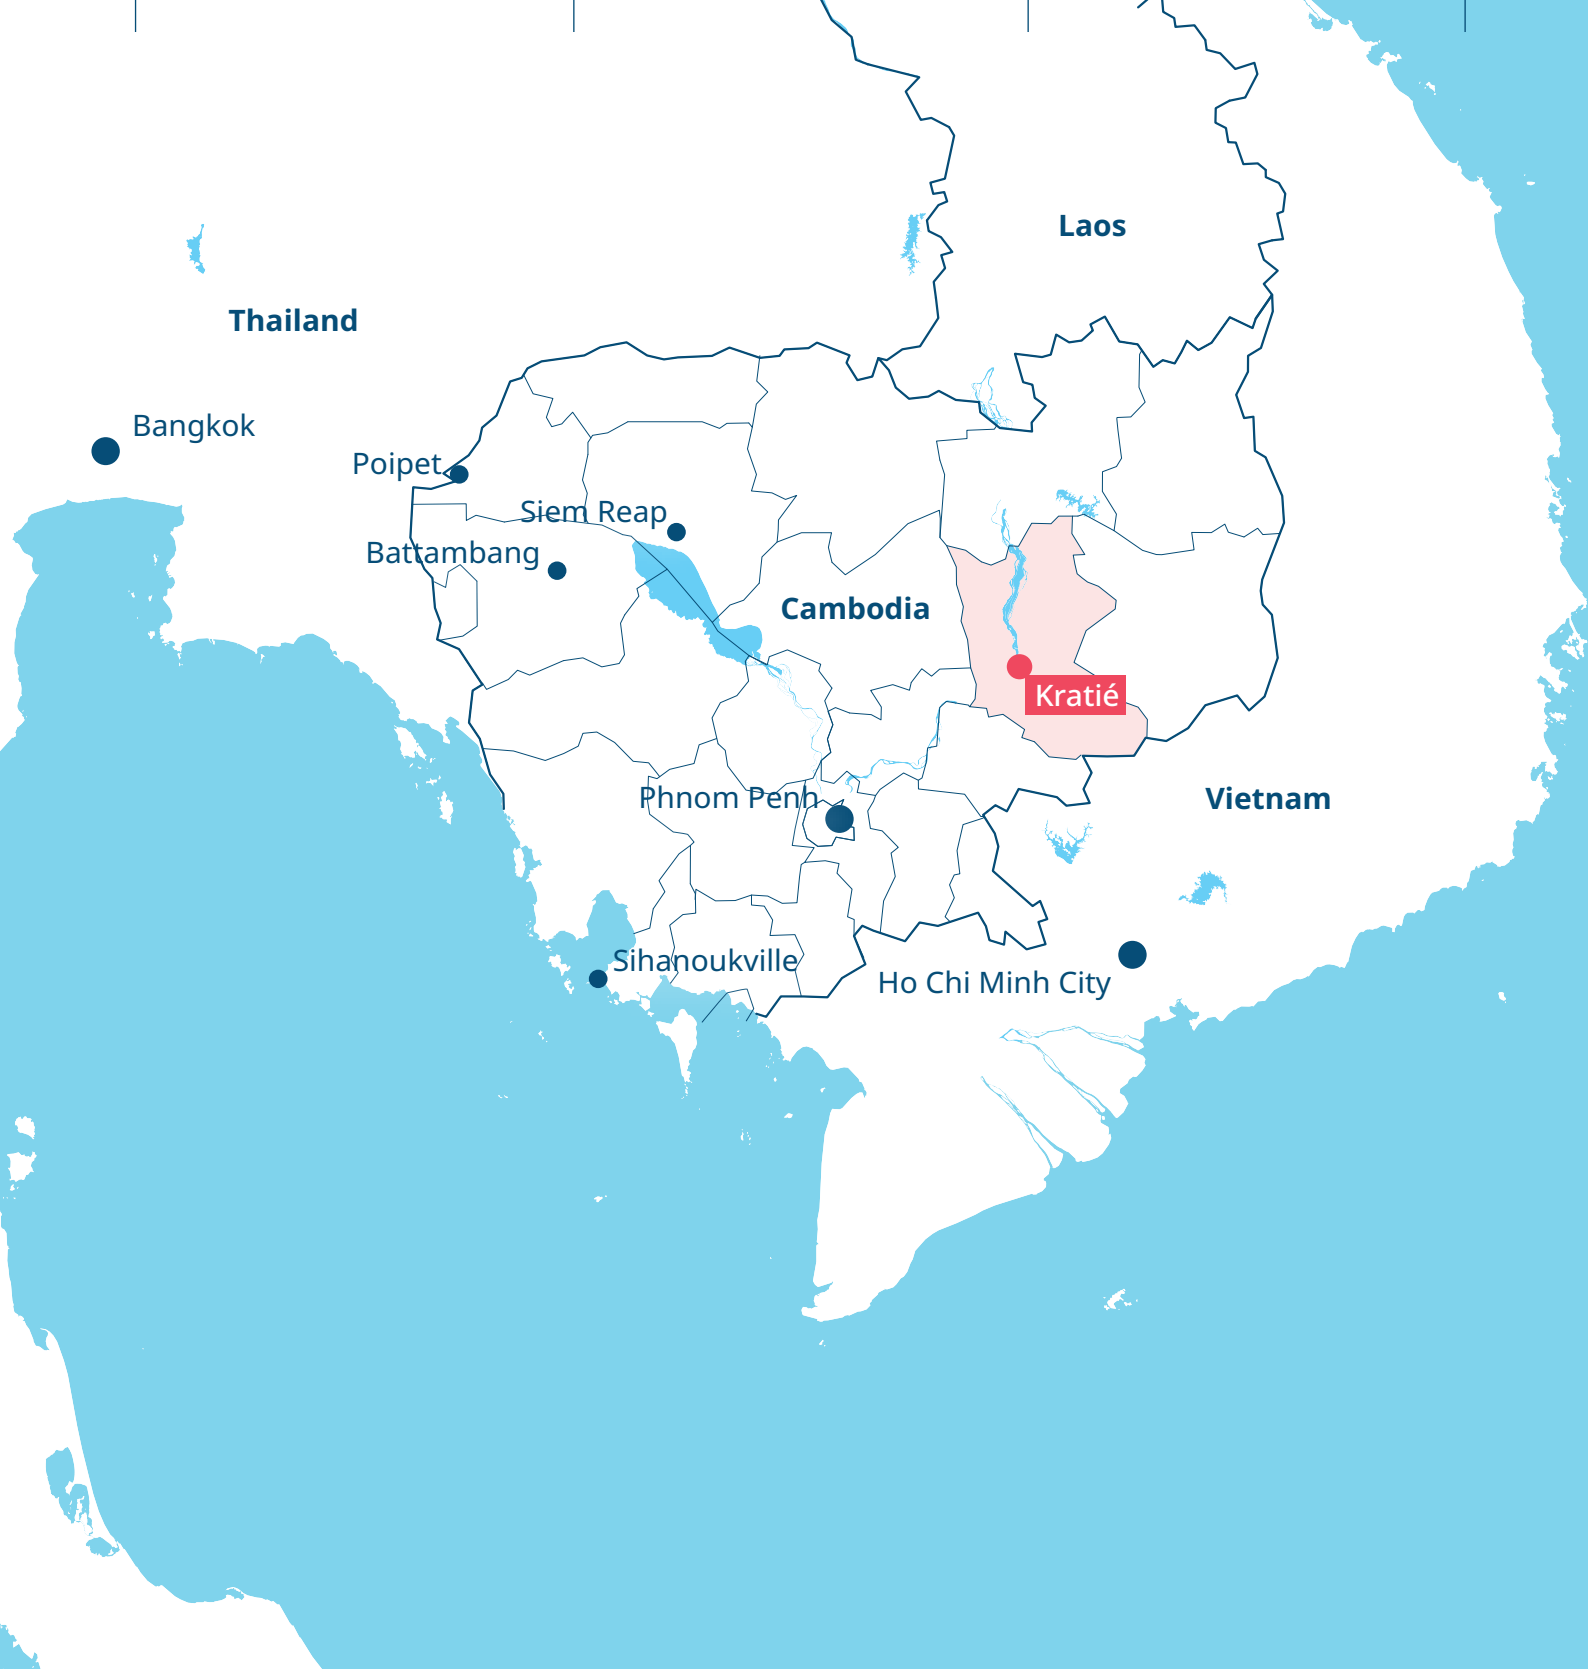 Laos
Thailand
Bangkok
Poipet
Siem Reap
Battambang
Cambodia
Kratié
Phnom Penh
Vietnam
Sihanoukville
Ho Chi Minh City